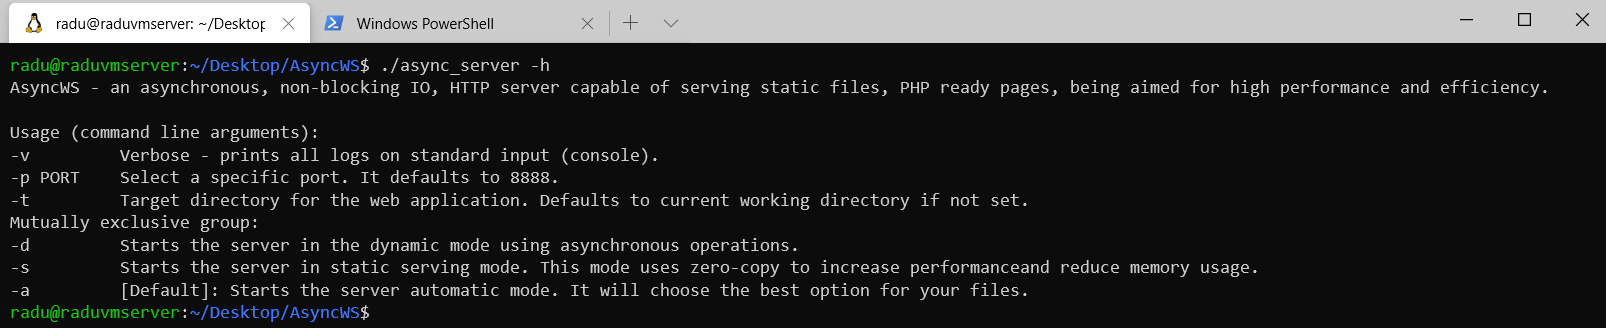 radu@raduvmserver: ~/Desktop
Windows PowerShell
radu@raduvmserver:~/Desktop/AsyncWS$ ./async_server -h
AsyncWS - an asynchronous, non-blocking IO, HTTP server capable of serving static files, PHP ready pages, being aimed for high performance and efficiency.
Usage (command line arguments):
-v         Verbose - prints all logs on standard input (console).
-p PORT    Select a specific port. It defaults to 8888.
-t         Target directory for the web application. Defaults to current working directory if not set.
Mutually exclusive group:
-d         Starts the server in the dynamic mode using asynchronous operations.
-s         Starts the server in static serving mode. This mode uses zero-copy to increase performanceand reduce memory usage.
-a         [Default]: Starts the server automatic mode. It will choose the best option for your files.
radu@raduvmserver:~/Desktop/AsyncWS$